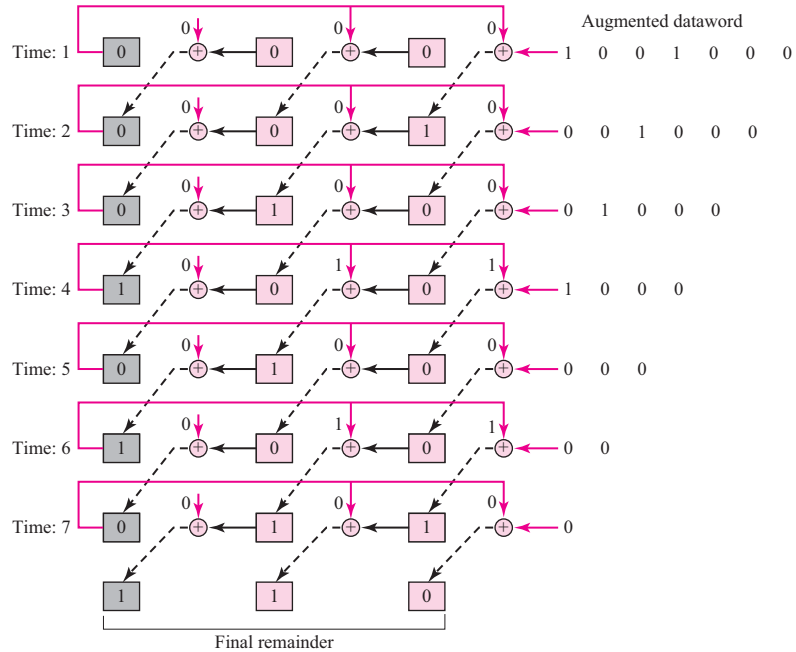 Augmented dataword
0 0 0
Time: 1 0 + 0 + 0 + 1 0 0 1 0 0 0
0 0 0
Time: 2 0 + 0 + 1 + 0 0 1 0 0 0
0 0 0
Time: 3 0 + 1 + 0 + 0 1 0 0 0
0 1 1
Time: 4 1 + 0 + 0 + 1 0 0 0
0 0 0
Time: 5 0 + 1 + 0 + 0 0 0
0 1 1
Time: 6 1 + 0 + 0 + 0 0
0 0 0
Time: 7 0 + 1 + 1 + 0
1 1 0
Final remainder